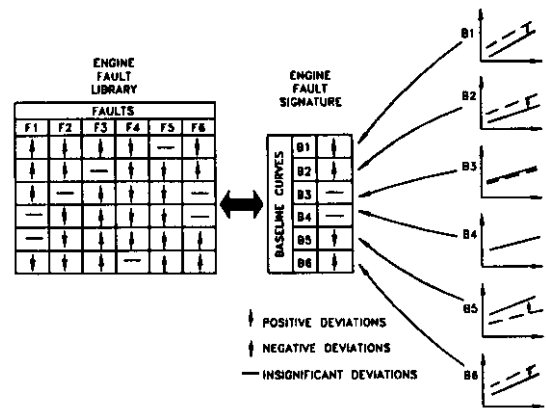 ENGINE
FAULT
LIBRARY
FAULTS
F1 F2 F3 F4 F5 F6
ENGINE
FAULT
SIGNATURE
BASELINE CURVES
B1
B2
B3
B4
B5
B6
POSITIVE DEVIATIONS
NEGATIVE DEVIATIONS
INSIGNIFICANT DEVIATIONS
B1
B2
B3
B4
B5
B6